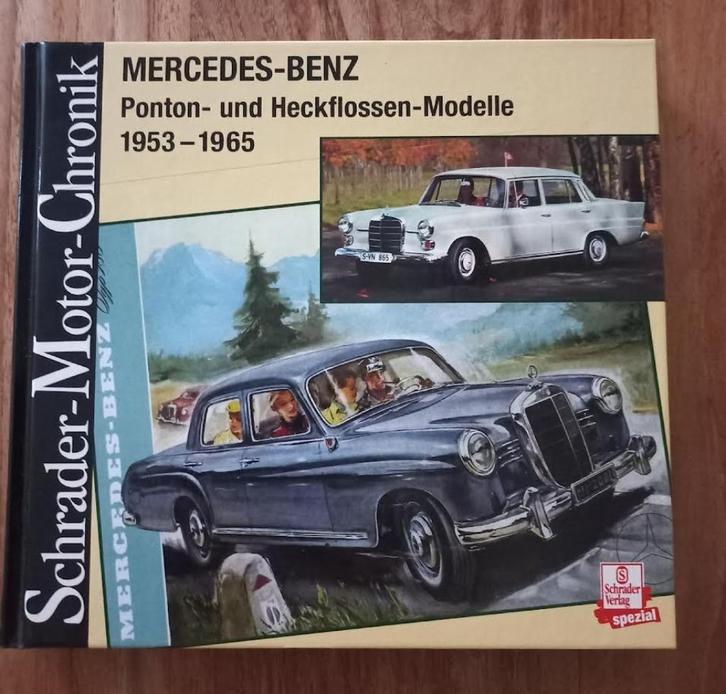 MERCEDES-BENZ
Ponton- und Heckflossen-Modelle
1953–1965
Schrader-Motor-Chronik
S-VN 865
MERCEDES-BENZ
S
Schrader
Verlag
spezial